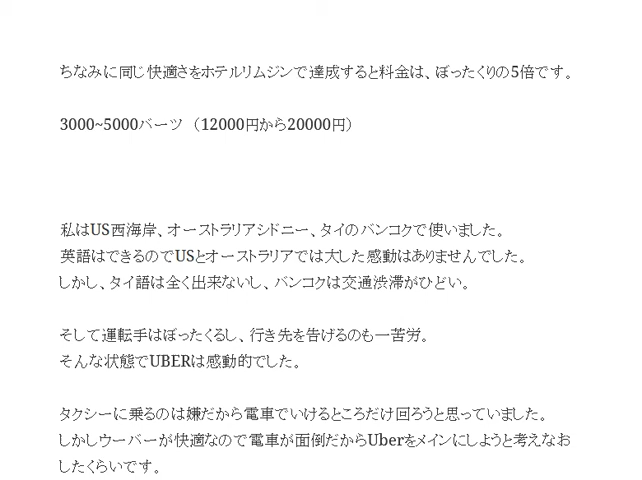 ちなみに同じ快適さをホテルリムジンで達成すると料金は、ぼったくりの5倍です。
3000~5000バーツ （12000円から20000円）
私はUS西海岸、オーストラリアシドニー、タイのバンコクで使いました。
英語はできるのでUSとオーストラリアでは大した感動はありませんでした。
しかし、タイ語は全く出来ないし、バンコクは交通渋滞がひどい。
そして運転手はぼったくるし、行き先を告げるのも一苦労。
そんな状態でUBERは感動的でした。
タクシーに乗るのは嫌だから電車でいけるところだけ回ろうと思っていました。
しかしウーバーが快適なので電車が面倒だからUberをメインにしようと考えなお
したくらいです。